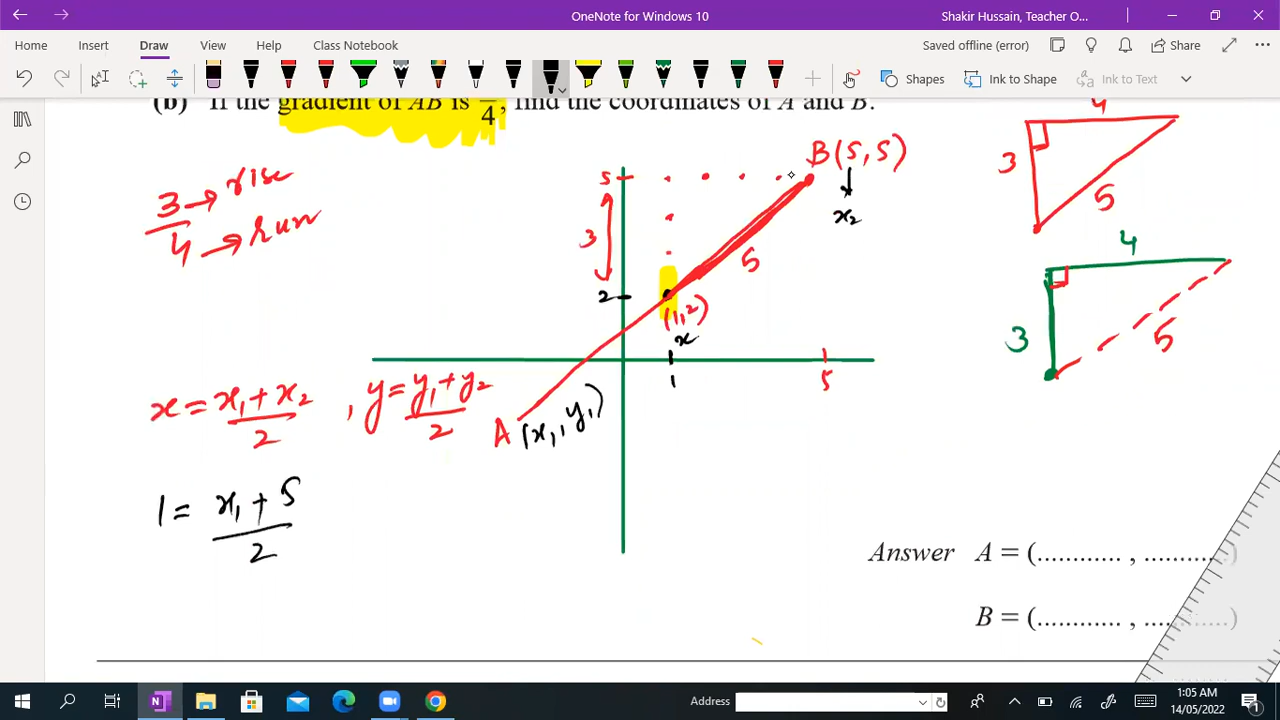 OneNote for Windows 10
Shakir Hussain, Teacher O...
Home Insert Draw View Help Class Notebook
Saved offline (error)
Share
Shapes
Ink to Shape
Ink to Text
(b) If the gradient of AB is /4, find the coordinates of A and B.
3 → rise
4 → run
5
3
2
B(5,5)
x2
5
(1,2)
x
1
5
A (x1, y1)
x = x1 + x2 / 2 , y = y1 + y2 / 2
1 = x1 + 5 / 2
4
3
5
4
3
5
Answer A = (............ , ..........)
B = (............ , ............)
Address
1:05 AM
14/05/2022
1